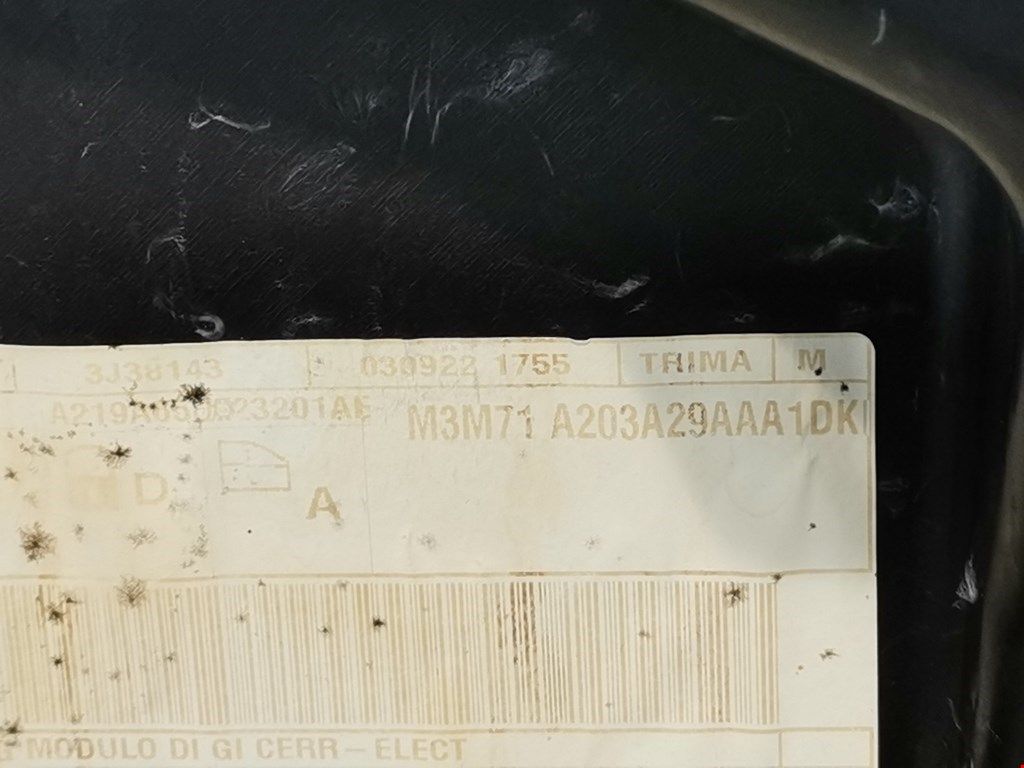 3J38143 030922 1755 TRIMA M
M3M71 A203A29AAA1DK
D
A
MODULO DI GI CERR-ELECT